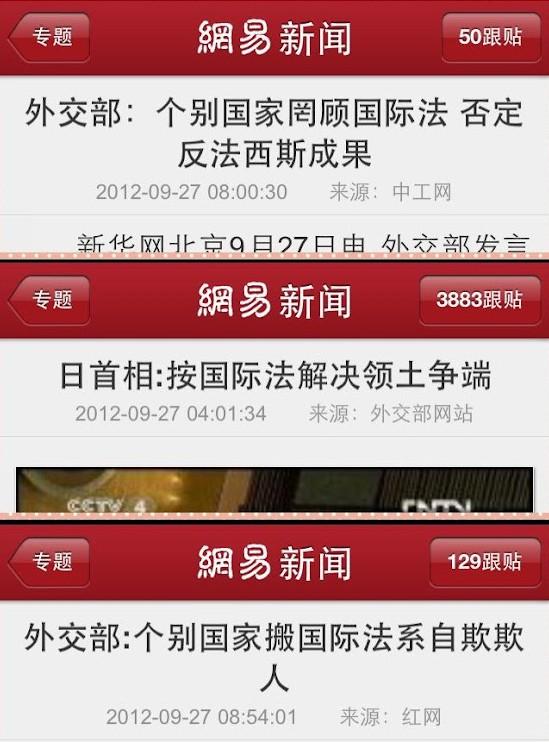 专题
網易新闻
50跟贴
外交部：个别国家罔顾国际法 否定
反法西斯成果
2012-09-27 08:00:30 来源：中工网
新华网北京9月27日电 外交部发言
专题
網易新闻
3883跟贴
日首相:按国际法解决领土争端
2012-09-27 04:01:34 来源：外交部网站
CCTV 4
专题
網易新闻
129跟贴
外交部:个别国家搬国际法系自欺欺
人
2012-09-27 08:54:01 来源：红网